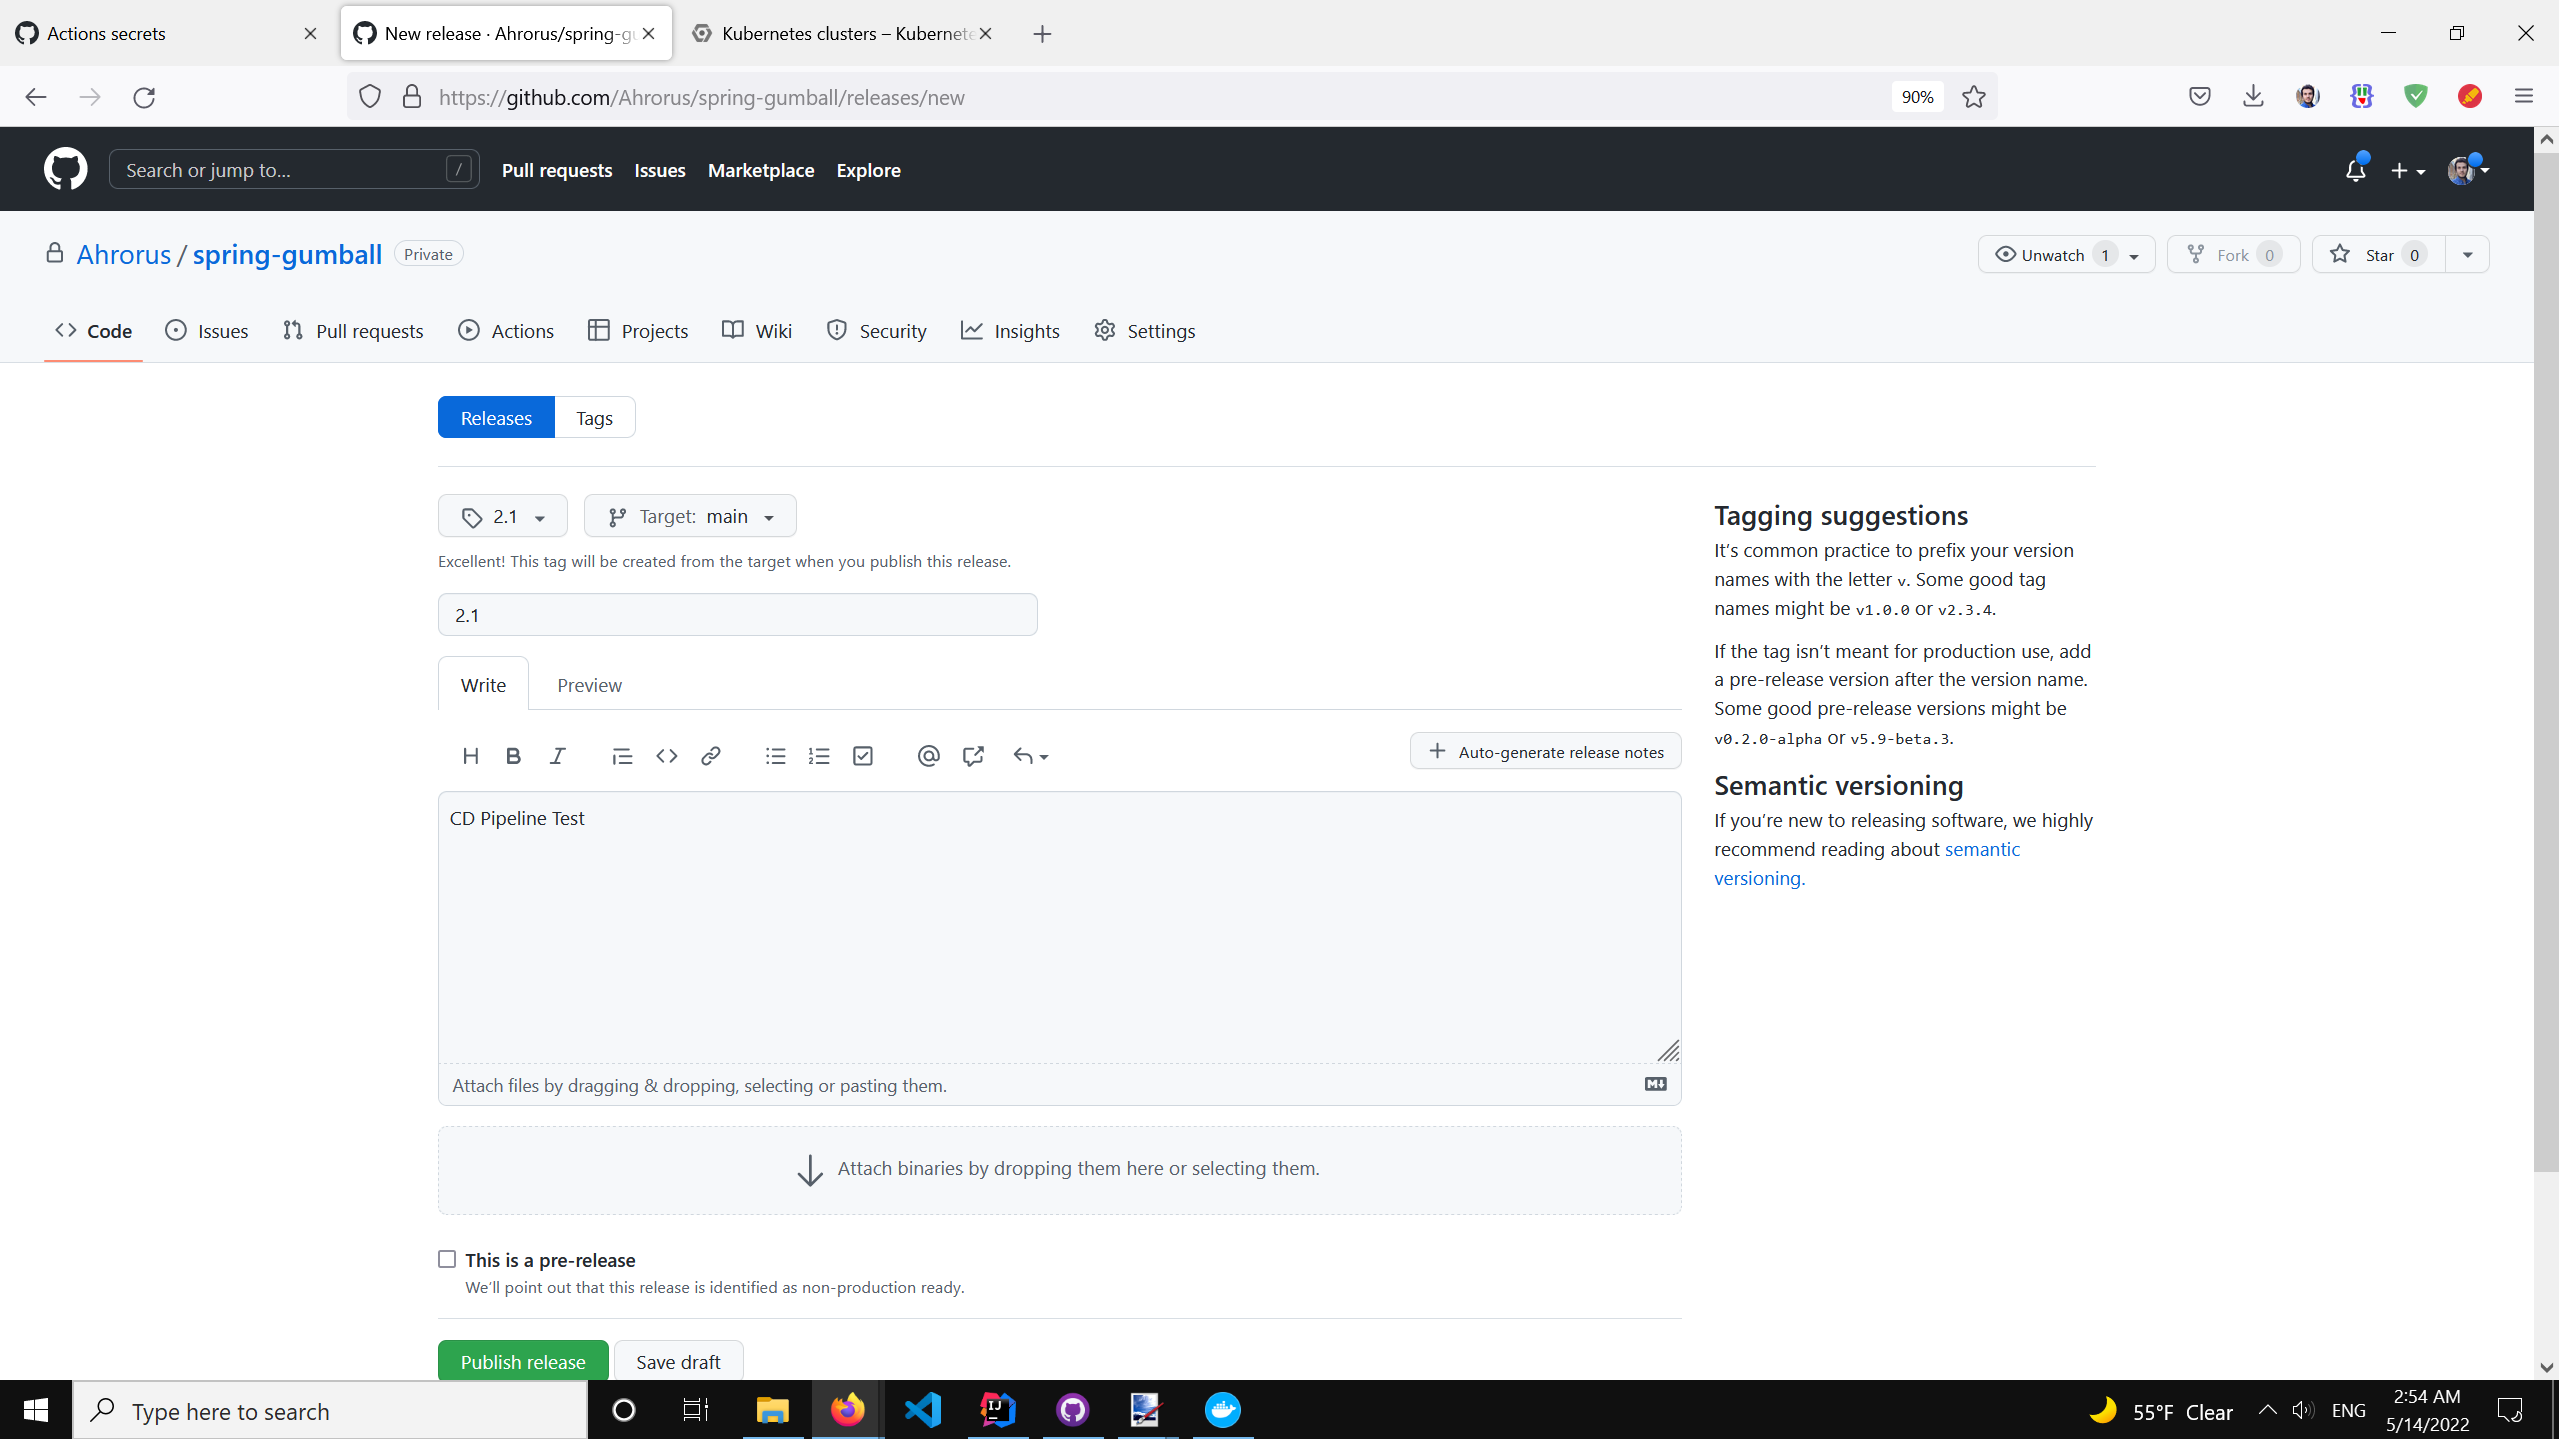 Actions secrets
New release · Ahrorus/spring-gu
Kubernetes clusters – Kubernete
https://github.com/Ahrorus/spring-gumball/releases/new
90%
Search or jump to...
/
Pull requests
Issues
Marketplace
Explore
Ahrorus / spring-gumball
Private
Unwatch 1
Fork 0
Star 0
Code
Issues
Pull requests
Actions
Projects
Wiki
Security
Insights
Settings
Releases
Tags
2.1
Target: main
Excellent! This tag will be created from the target when you publish this release.
2.1
Write
Preview
Auto-generate release notes
CD Pipeline Test
Attach files by dragging & dropping, selecting or pasting them.
Attach binaries by dropping them here or selecting them.
This is a pre-release
We'll point out that this release is identified as non-production ready.
Publish release
Save draft
Tagging suggestions
It's common practice to prefix your version
names with the letter v. Some good tag
names might be v1.0.0 or v2.3.4.
If the tag isn't meant for production use, add
a pre-release version after the version name.
Some good pre-release versions might be
v0.2.0-alpha or v5.9-beta.3.
Semantic versioning
If you're new to releasing software, we highly
recommend reading about semantic
versioning.
Type here to search
55°F Clear
ENG
2:54 AM
5/14/2022